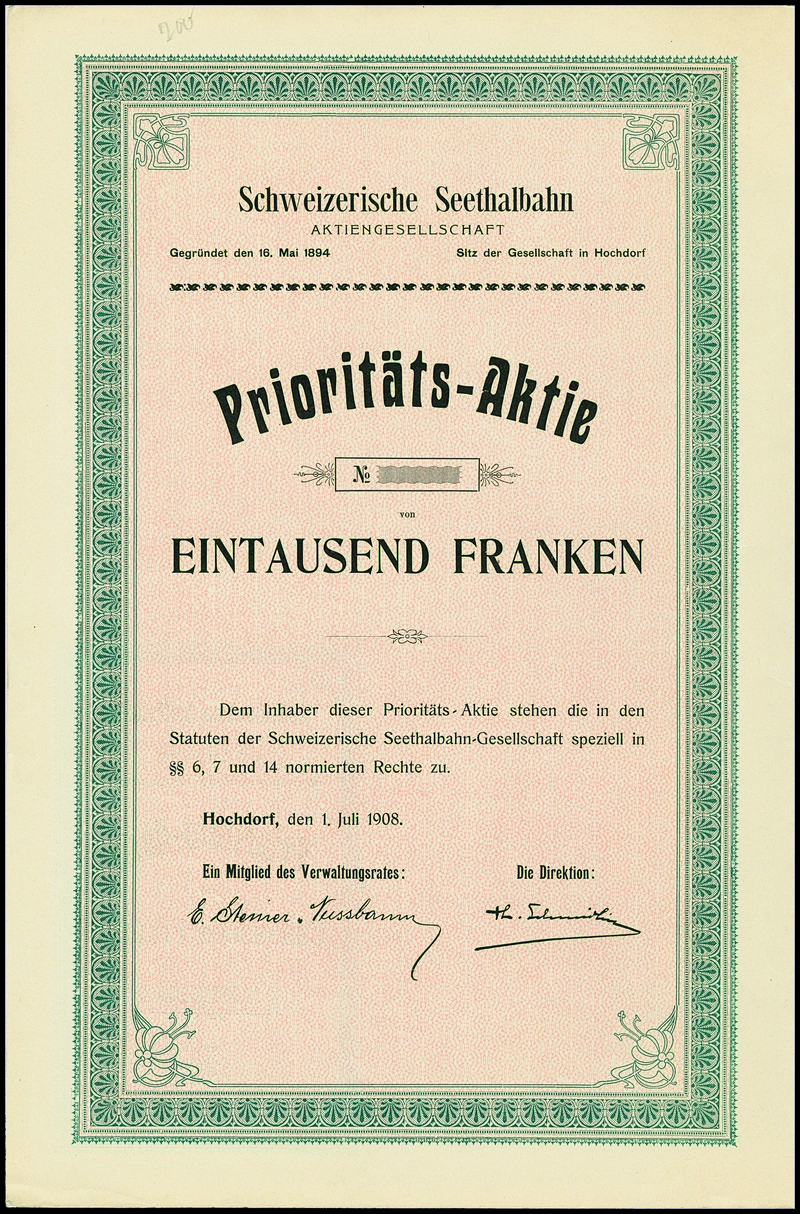 200
Schweizerische Seethalbahn
AKTIENGESELLSCHAFT
Gegründet den 16. Mai 1894 Sitz der Gesellschaft in Hochdorf
Prioritäts-Aktie
№
von
EINTAUSEND FRANKEN
Dem Inhaber dieser Prioritäts-Aktie stehen die in den
Statuten der Schweizerische Seethalbahn-Gesellschaft speziell in
§§ 6, 7 und 14 normierten Rechte zu.
Hochdorf, den 1. Juli 1908.
Ein Mitglied des Verwaltungsrates: Die Direktion:
E. Steiner-Nussbaum Th. Schmidlin